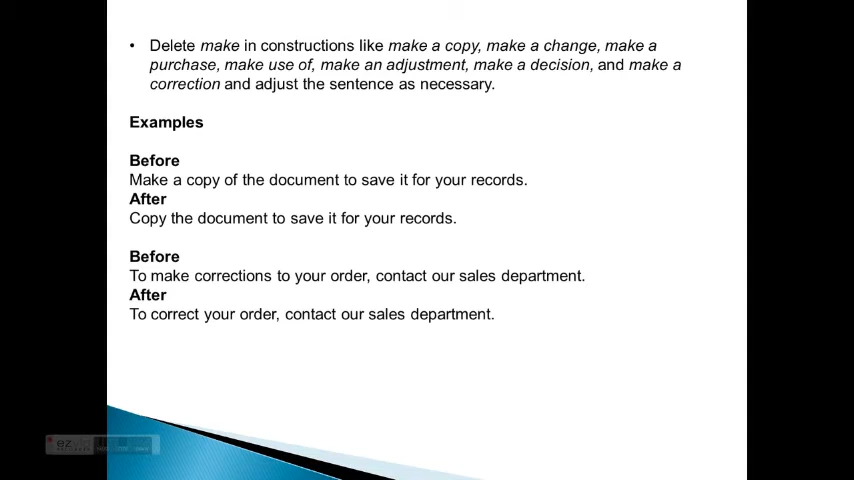 • Delete make in constructions like make a copy, make a change, make a
purchase, make use of, make an adjustment, make a decision, and make a
correction and adjust the sentence as necessary.
Examples
Before
Make a copy of the document to save it for your records.
After
Copy the document to save it for your records.
Before
To make corrections to your order, contact our sales department.
After
To correct your order, contact our sales department.